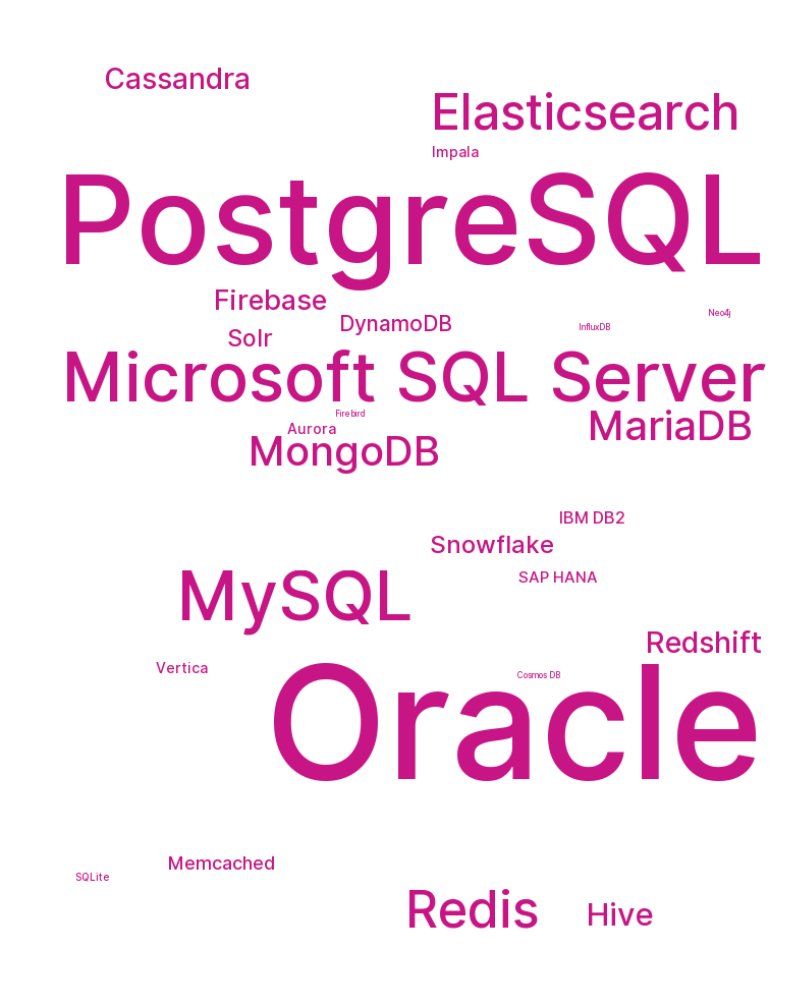 Cassandra
Elasticsearch
Impala
PostgreSQL
Firebase
Neo4j
DynamoDB
InfluxDB
Solr
Microsoft SQL Server
Firebird
Aurora
MariaDB
MongoDB
IBM DB2
Snowflake
SAP HANA
MySQL
Redshift
Vertica
Cosmos DB
Oracle
Memcached
SQLite
Redis
Hive